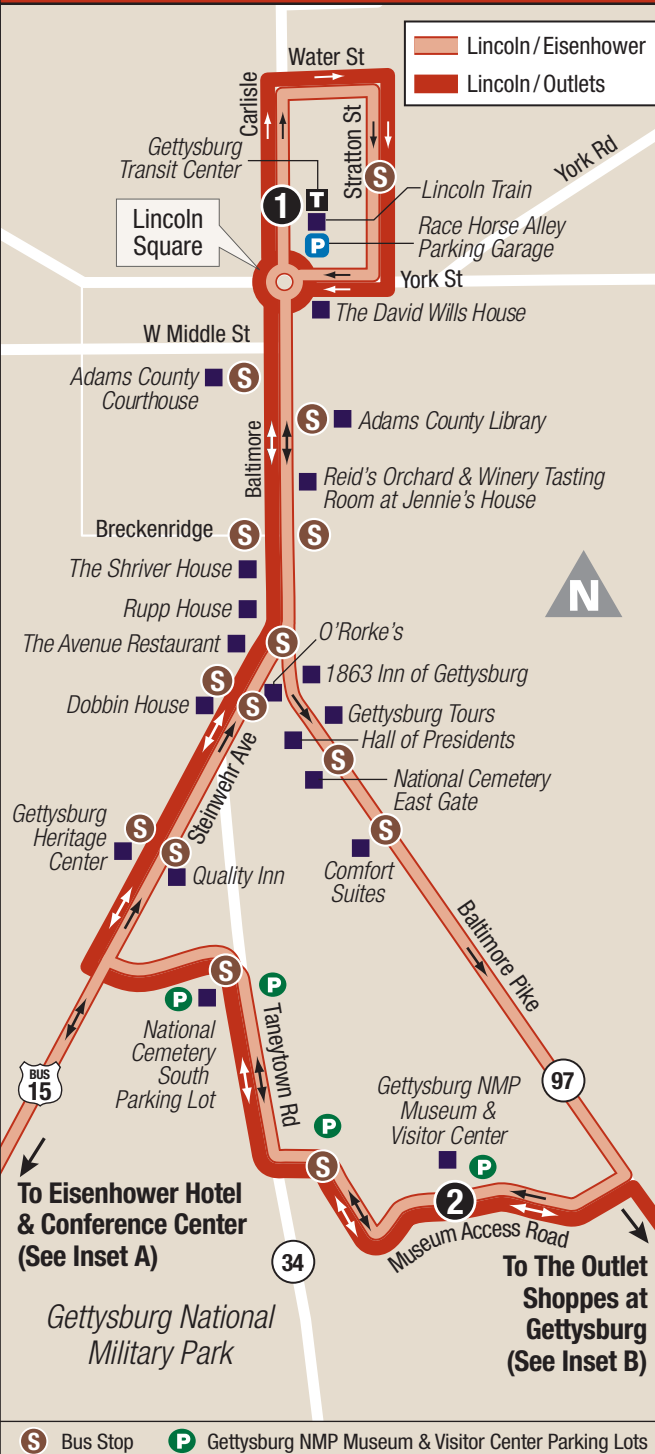 Lincoln/Eisenhower
Lincoln/Outlets
Water St
Carlisle
Stratton St
York Rd
Gettysburg
Transit Center
T
1
S
Lincoln Train
Race Horse Alley
Parking Garage
P
Lincoln
Square
York St
The David Wills House
W Middle St
Adams County
Courthouse
S
S
Adams County Library
Baltimore
Reid's Orchard & Winery Tasting
Room at Jennie's House
Breckenridge
S
S
The Shriver House
N
Rupp House
The Avenue Restaurant
S
O'Rorke's
1863 Inn of Gettysburg
S
Dobbin House
S
Gettysburg Tours
Hall of Presidents
S
Steinwehr Ave
National Cemetery
East Gate
Gettysburg
Heritage
Center
S
S
Quality Inn
S
Comfort
Suites
Baltimore Pike
S
P
P
National
Cemetery
South
Parking Lot
Taneytown Rd
BUS
15
97
Gettysburg NMP
Museum &
Visitor Center
P
P
S
2
Museum Access Road
To Eisenhower Hotel
& Conference Center
(See Inset A)
34
To The Outlet
Shoppes at
Gettysburg
(See Inset B)
Gettysburg National
Military Park
S Bus Stop
P Gettysburg NMP Museum & Visitor Center Parking Lots